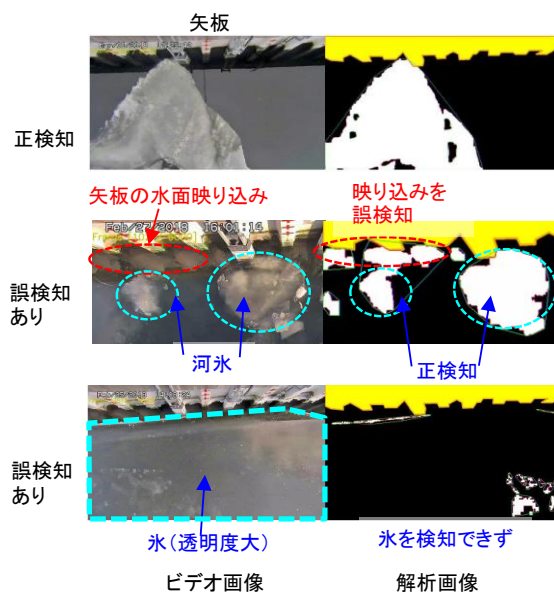 矢板
正検知
矢板の水面映り込み
映り込みを
誤検知
Feb/27/2018 16:01:14
誤検知
あり
河氷
正検知
誤検知
あり
氷(透明度大)
氷を検知できず
ビデオ画像
解析画像